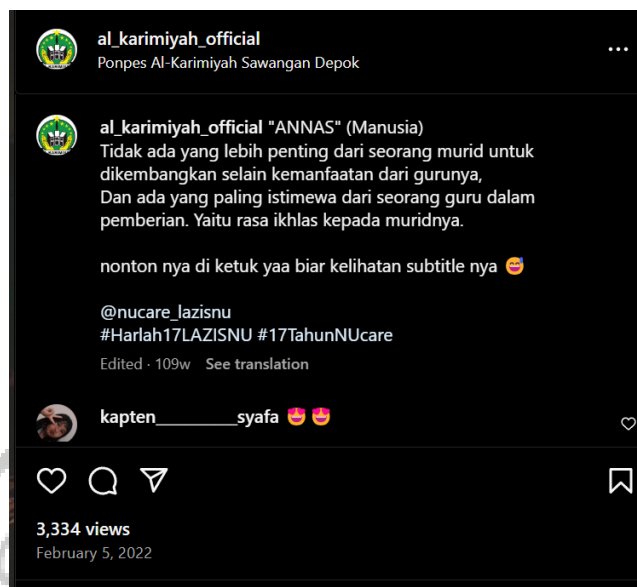 al_karimiyah_official
Ponpes Al-Karimiyah Sawangan Depok
al_karimiyah_official "ANNAS" (Manusia)
Tidak ada yang lebih penting dari seorang murid untuk
dikembangkan selain kemanfaatan dari gurunya,
Dan ada yang paling istimewa dari seorang guru dalam
pemberian. Yaitu rasa ikhlas kepada muridnya.
nonton nya di ketuk yaa biar kelihatan subtitle nya 😅
@nucare_lazisnu
#Harlah17LAZISNU #17TahunNUcare
Edited · 109w See translation
kapten__________syafa 🤩 🤩
3,334 views
February 5, 2022